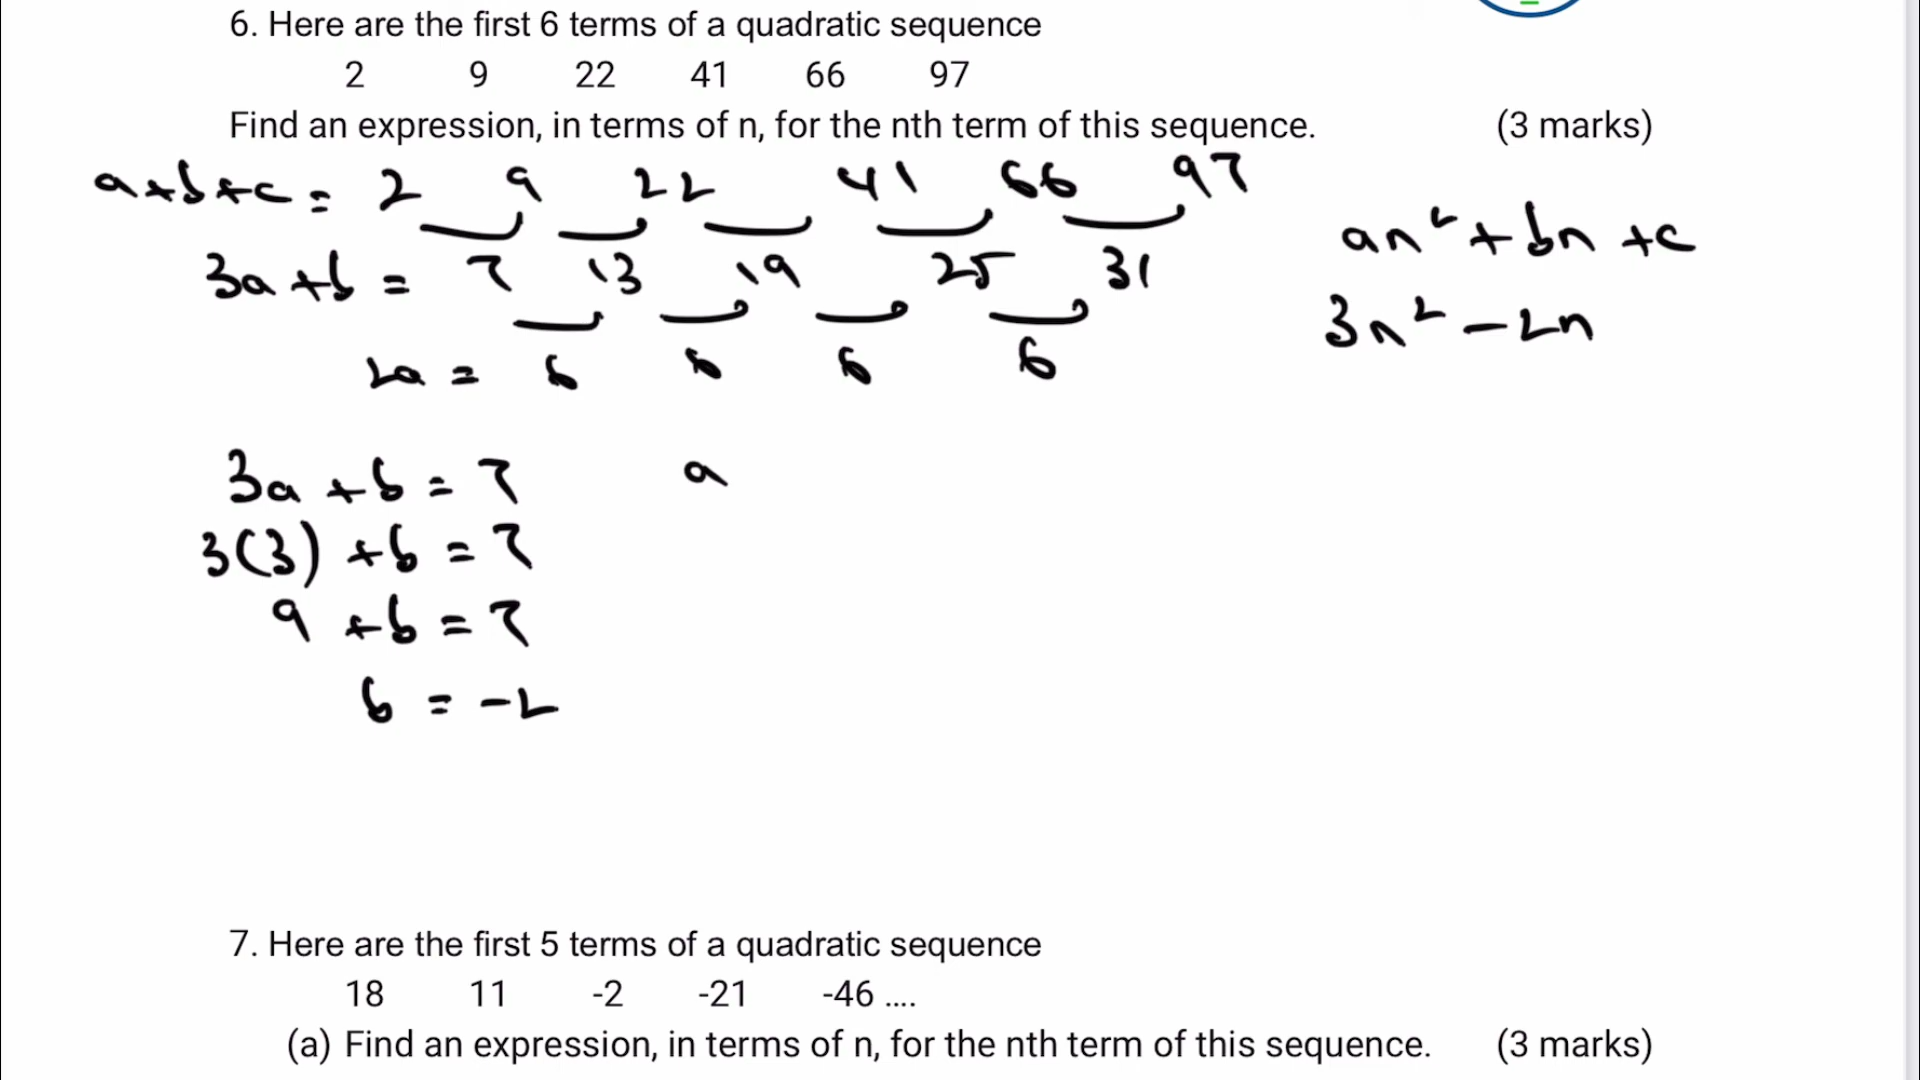 6. Here are the first 6 terms of a quadratic sequence
2 9 22 41 66 97
Find an expression, in terms of n, for the nth term of this sequence. (3 marks)
a+b+c = 2 9 22 41 66 97
an² + bn + c
3a + b = 7 13 19 25 31
3n² - 2n
2a = 6 6 6 6
3a + b = 7 a
3(3) + b = 7
9 + b = 7
b = -2
7. Here are the first 5 terms of a quadratic sequence
18 11 -2 -21 -46 ....
(a) Find an expression, in terms of n, for the nth term of this sequence. (3 marks)